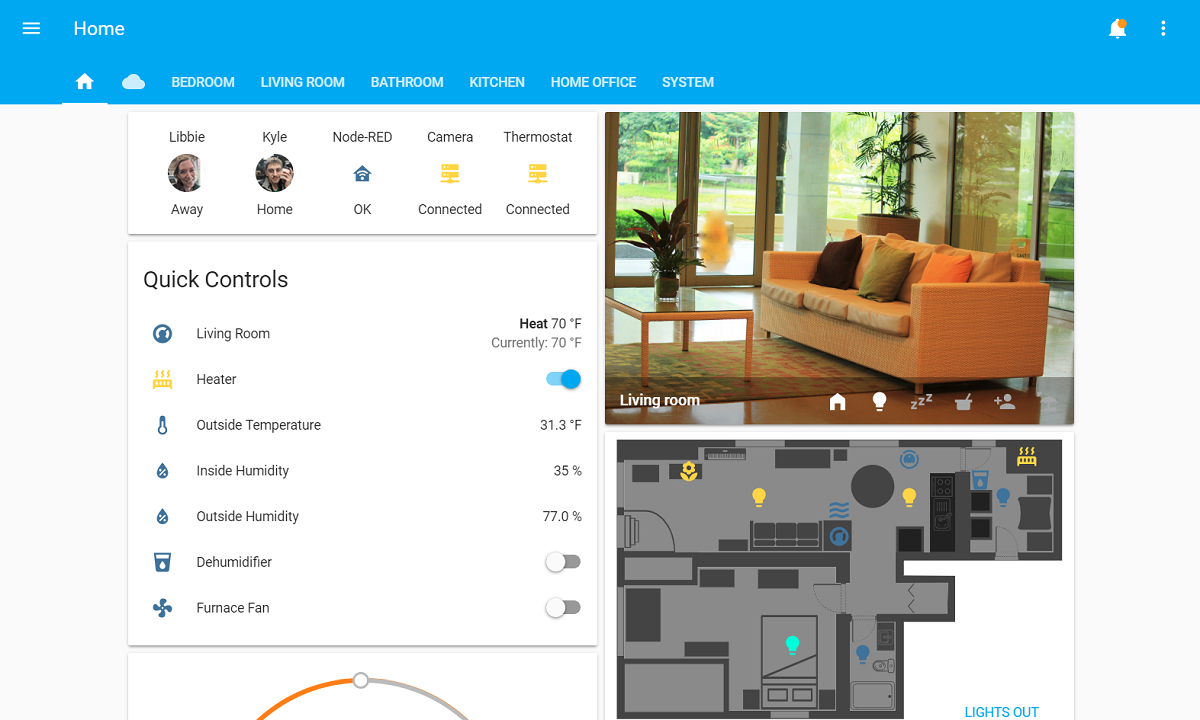 Home
BEDROOM LIVING ROOM BATHROOM KITCHEN HOME OFFICE SYSTEM
Libbie Kyle Node-RED Camera Thermostat
Away Home OK Connected Connected
Quick Controls
Living Room Heat 70 °F
Currently: 70 °F
Heater
Outside Temperature 31.3 °F
Inside Humidity 35 %
Outside Humidity 77.0 %
Dehumidifier
Furnace Fan
Living room
zzZ
LIGHTS OUT